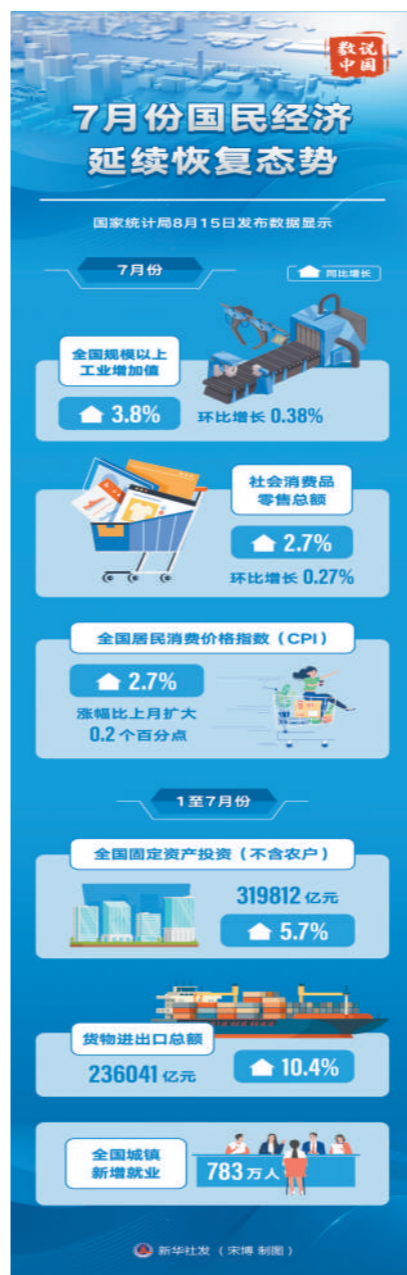 数说
中国
7月份国民经济
延续恢复态势
国家统计局8月15日发布数据显示
7月份
同比增长
全国规模以上
工业增加值
3.8%
环比增长 0.38%
社会消费品
零售总额
2.7%
环比增长 0.27%
全国居民消费价格指数（CPI）
2.7%
涨幅比上月扩大
0.2 个百分点
1至7月份
全国固定资产投资（不含农户）
319812 亿元
5.7%
货物进出口总额
236041 亿元
10.4%
全国城镇
新增就业
783 万人
新华社发（宋博 制图）